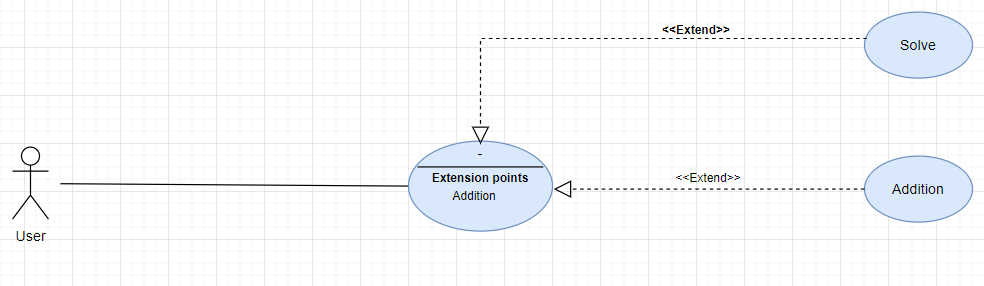 <<Extend>>
Solve
-
Extension points
Addition
<<Extend>>
Addition
User